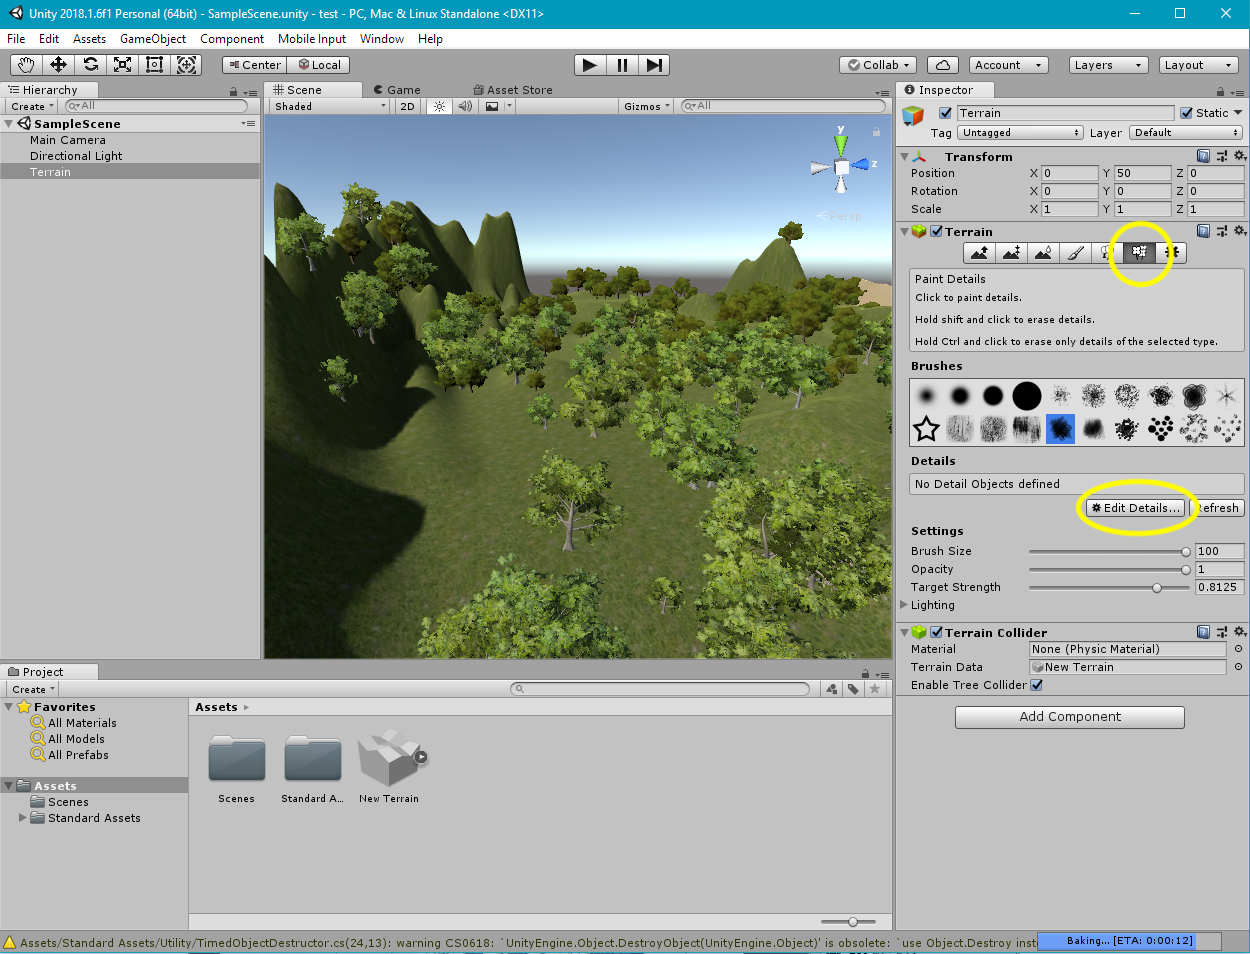 Unity 2018.1.6f1 Personal (64bit) - SampleScene.unity - test - PC, Mac & Linux Standalone <DX11>
File Edit Assets GameObject Component Mobile Input Window Help
Center Local Collab Account Layers Layout
Hierarchy
Create All
SampleScene
Main Camera
Directional Light
Terrain
Scene Game Asset Store
Shaded 2D Gizmos All
y
z
Persp
Inspector
Terrain Static
Tag Untagged Layer Default
Transform
Position X 0 Y 50 Z 0
Rotation X 0 Y 0 Z 0
Scale X 1 Y 1 Z 1
Terrain
Paint Details
Click to paint details.
Hold shift and click to erase details.
Hold Ctrl and click to erase only details of the selected type.
Brushes
Details
No Detail Objects defined
Edit Details... Refresh
Settings
Brush Size 100
Opacity 1
Target Strength 0.8125
Lighting
Terrain Collider
Material None (Physic Material)
Terrain Data New Terrain
Enable Tree Collider
Add Component
Project
Create
Favorites
All Materials
All Models
All Prefabs
Assets
Scenes
Standard Assets
Assets
Scenes Standard A... New Terrain
Assets/Standard Assets/Utility/TimedObjectDestructor.cs(24,13): warning CS0618: `UnityEngine.Object.DestroyObject(UnityEngine.Object)' is obsolete: `use Object.Destroy inst
Baking... [ETA: 0:00:12]